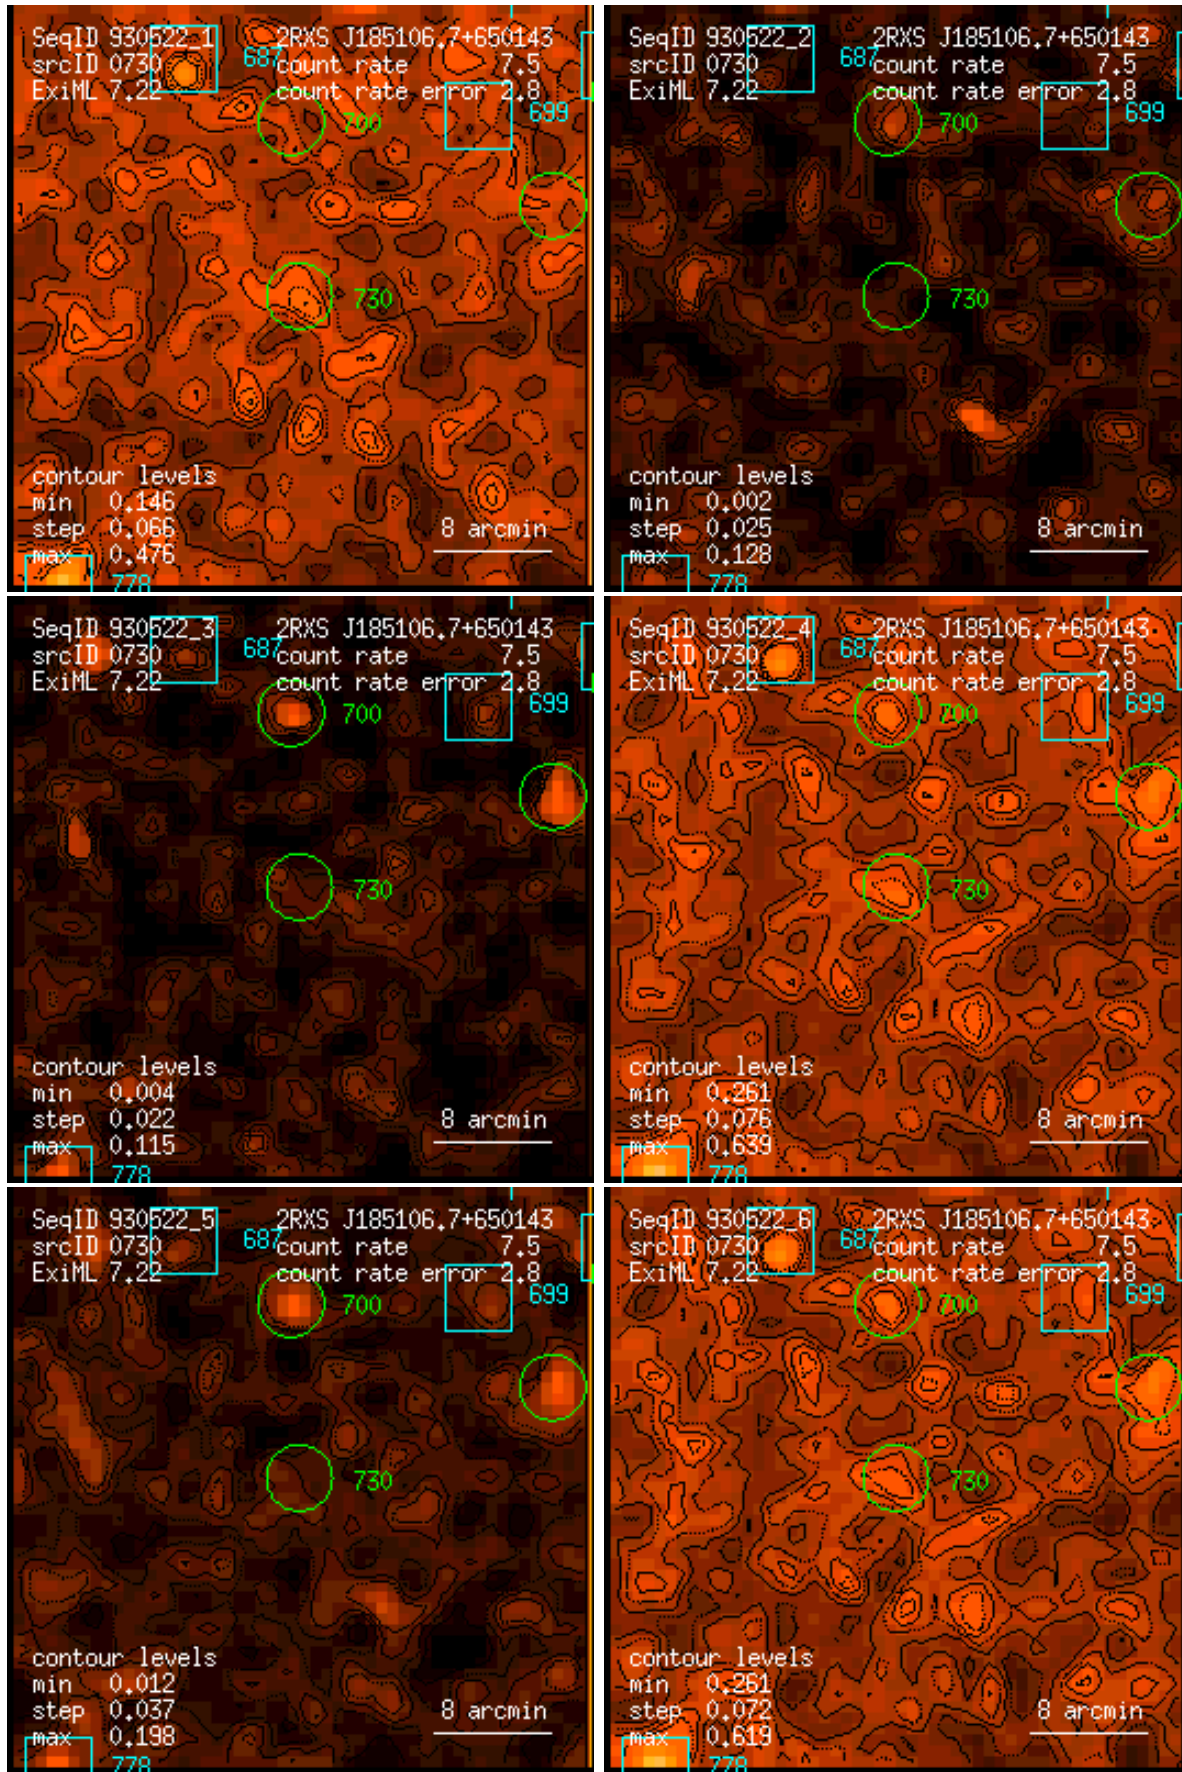 SeqID 930522_1 2RXS J185106.7+650143
srcID 0730 687 count rate 7.5
ExiML 7.22 count rate error 2.8
700
730
contour levels
min 0.146
step 0.066 8 arcmin
max 0.476
778
SeqID 930522_2 2RXS J185106.7+650143
srcID 0730 687 count rate 7.5
ExiML 7.22 count rate error 2.8
699
700
730
contour levels
min 0.002
step 0.025 8 arcmin
max 0.128
778
SeqID 930522_3 2RXS J185106.7+650143
srcID 0730 687 count rate 7.5
ExiML 7.22 count rate error 2.8
699
700
730
contour levels
min 0.004
step 0.022 8 arcmin
max 0.115
778
SeqID 930522_4 2RXS J185106.7+650143
srcID 0730 687 count rate 7.5
ExiML 7.22 count rate error 2.8
699
700
730
contour levels
min 0.261
step 0.076 8 arcmin
max 0.639
778
SeqID 930522_5 2RXS J185106.7+650143
srcID 0730 687 count rate 7.5
ExiML 7.22 count rate error 2.8
699
700
730
contour levels
min 0.012
step 0.037 8 arcmin
max 0.198
778
SeqID 930522_6 2RXS J185106.7+650143
srcID 0730 687 count rate 7.5
ExiML 7.22 count rate error 2.8
699
700
730
contour levels
min 0.261
step 0.072 8 arcmin
max 0.619
778